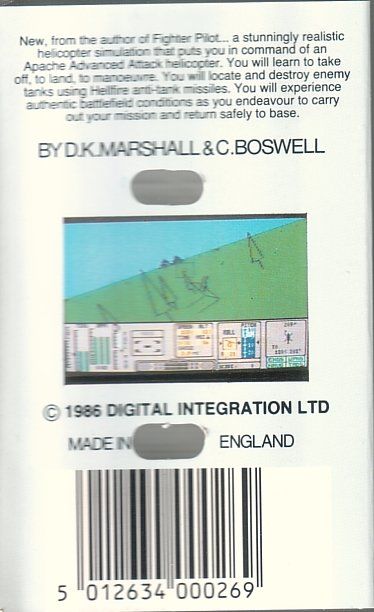 New, from the author of Fighter Pilot... a stunningly realistic
helicopter simulation that puts you in command of an
Apache Advanced Attack helicopter. You will learn to take
off, to land, to manoeuvre. You will locate and destroy enemy
tanks using Hellfire anti-tank missiles. You will experience
authentic battlefield conditions as you endeavour to carry
out your mission and return safely to base.
BY D.K.MARSHALL & C.BOSWELL
ROLL
PITCH
© 1986 DIGITAL INTEGRATION LTD
MADE IN ENGLAND
5 012634 000269